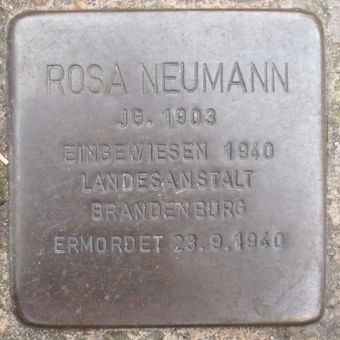 ROSA NEUMANN
JG. 1903
EINGEWIESEN 1940
LANDESANSTALT
BRANDENBURG
ERMORDET 23.9.1940